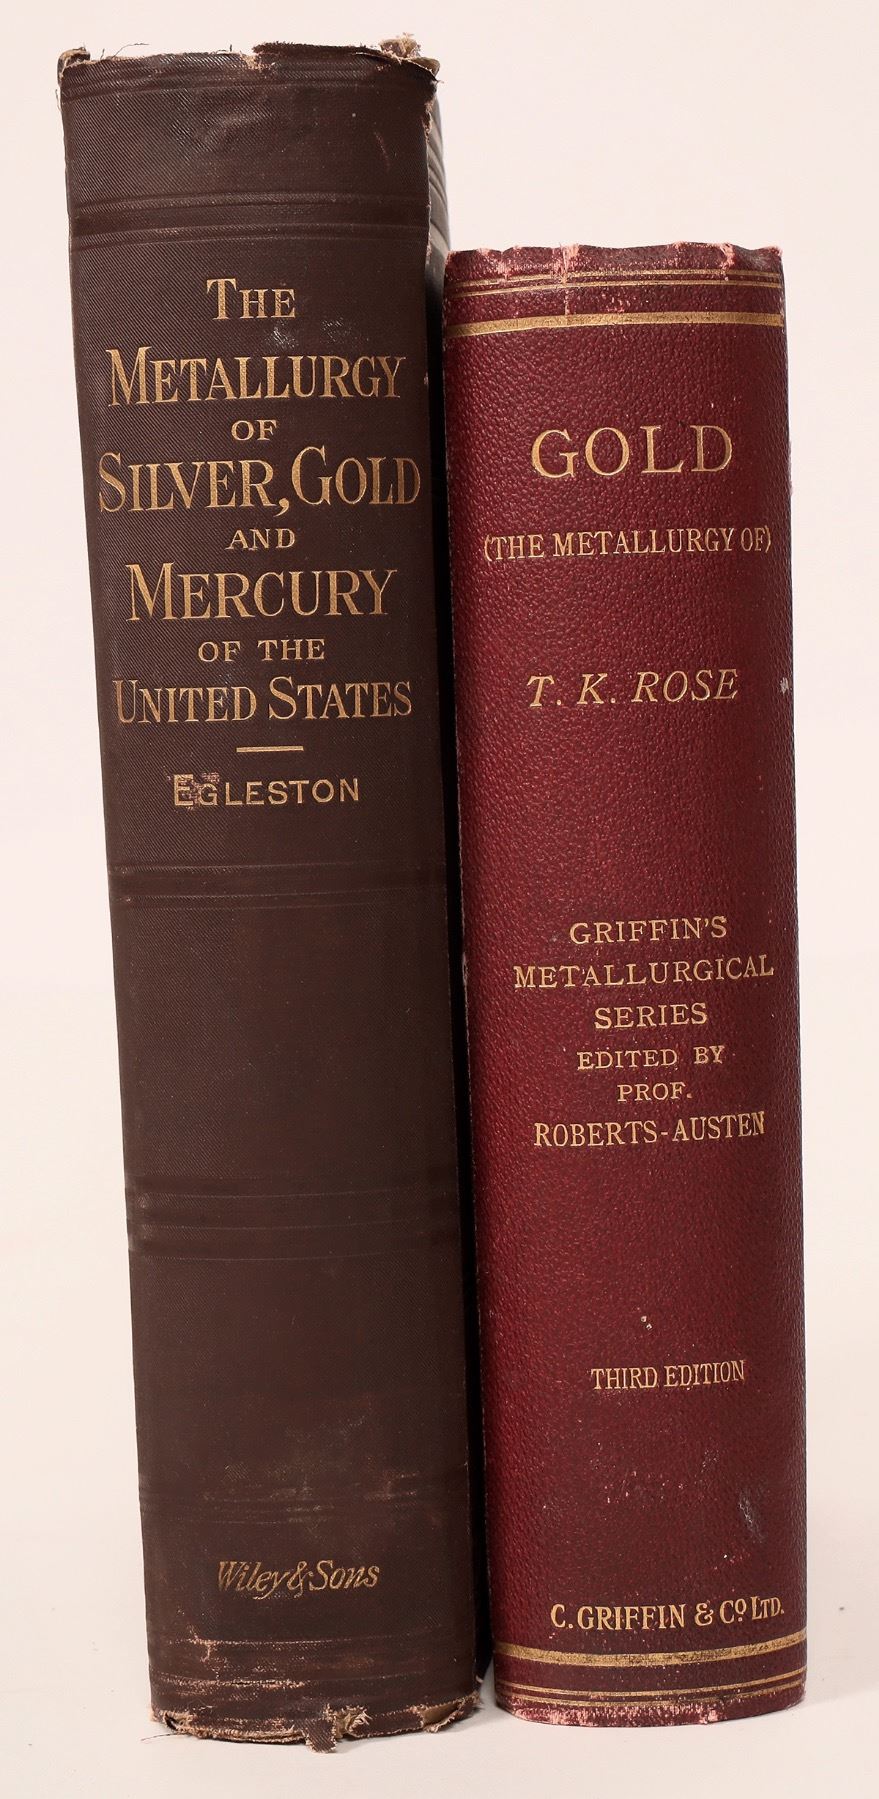 THE
METALLURGY
OF
SILVER, GOLD
AND
MERCURY
OF THE
UNITED STATES
EGLESTON
Wiley & Sons
GOLD
(THE METALLURGY OF)
T. K. ROSE
GRIFFIN'S
METALLURGICAL
SERIES
EDITED BY
PROF.
ROBERTS-AUSTEN
THIRD EDITION
C. GRIFFIN & Co LTD.